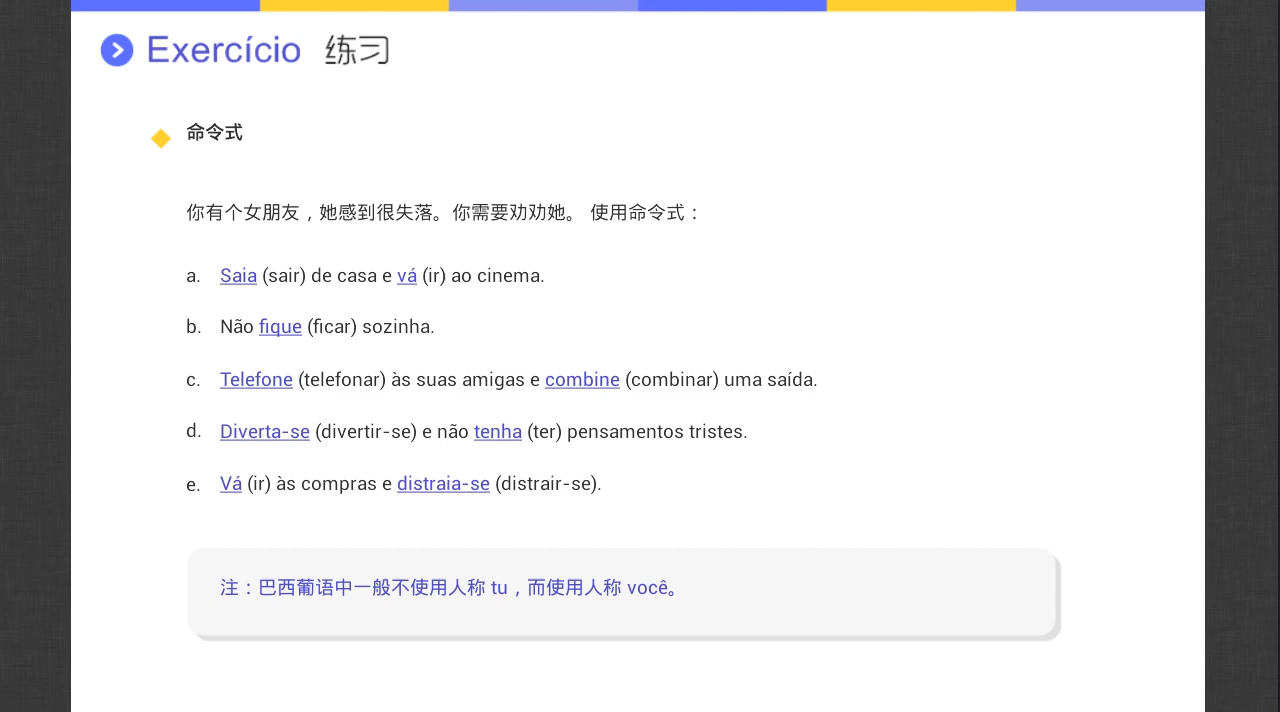 Exercício 练习
命令式
你有个女朋友，她感到很失落。你需要劝劝她。 使用命令式：
a. Saia (sair) de casa e vá (ir) ao cinema.
b. Não fique (ficar) sozinha.
c. Telefone (telefonar) às suas amigas e combine (combinar) uma saída.
d. Diverta-se (divertir-se) e não tenha (ter) pensamentos tristes.
e. Vá (ir) às compras e distraia-se (distrair-se).
注：巴西葡语中一般不使用人称 tu，而使用人称 você。